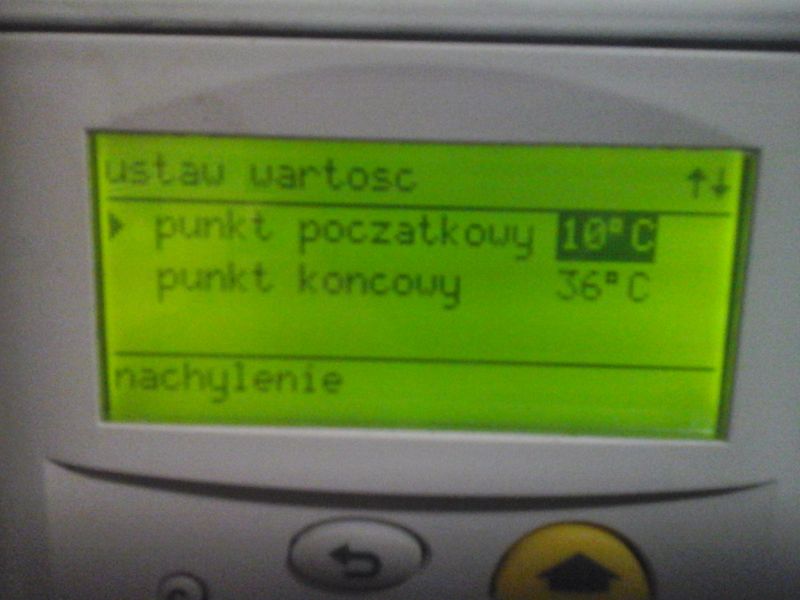 ustaw wartosc ↑↓
punkt poczatkowy 10°C
punkt koncowy 36°C
nachylenie